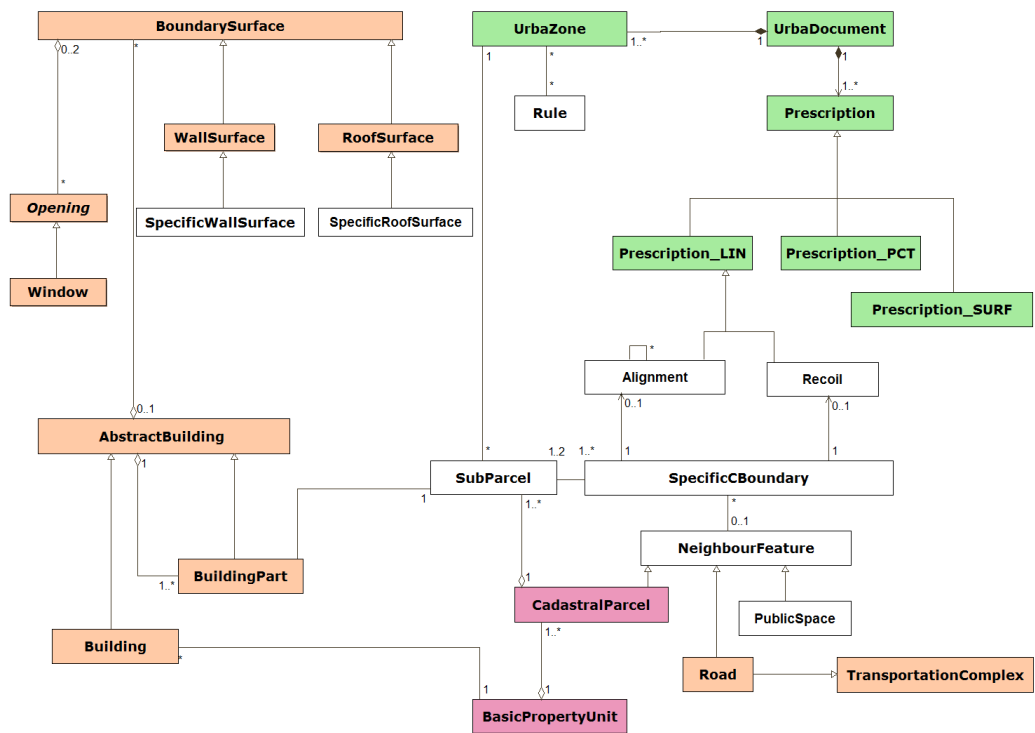 BoundarySurface
UrbaZone
UrbaDocument
0..2
*
1
1..*
1
1
*
*
1..*
Rule
Prescription
WallSurface
RoofSurface
*
Opening
SpecificWallSurface
SpecificRoofSurface
Prescription_LIN
Prescription_PCT
Window
Prescription_SURF
*
Alignment
Recoil
0..1
0..1
0..1
AbstractBuilding
1
*
1..2
1..*
1
1
SubParcel
SpecificCBoundary
1
1..*
*
0..1
NeighbourFeature
BuildingPart
1..*
1
CadastralParcel
PublicSpace
1..*
Building
*
Road
TransportationComplex
1
1
BasicPropertyUnit